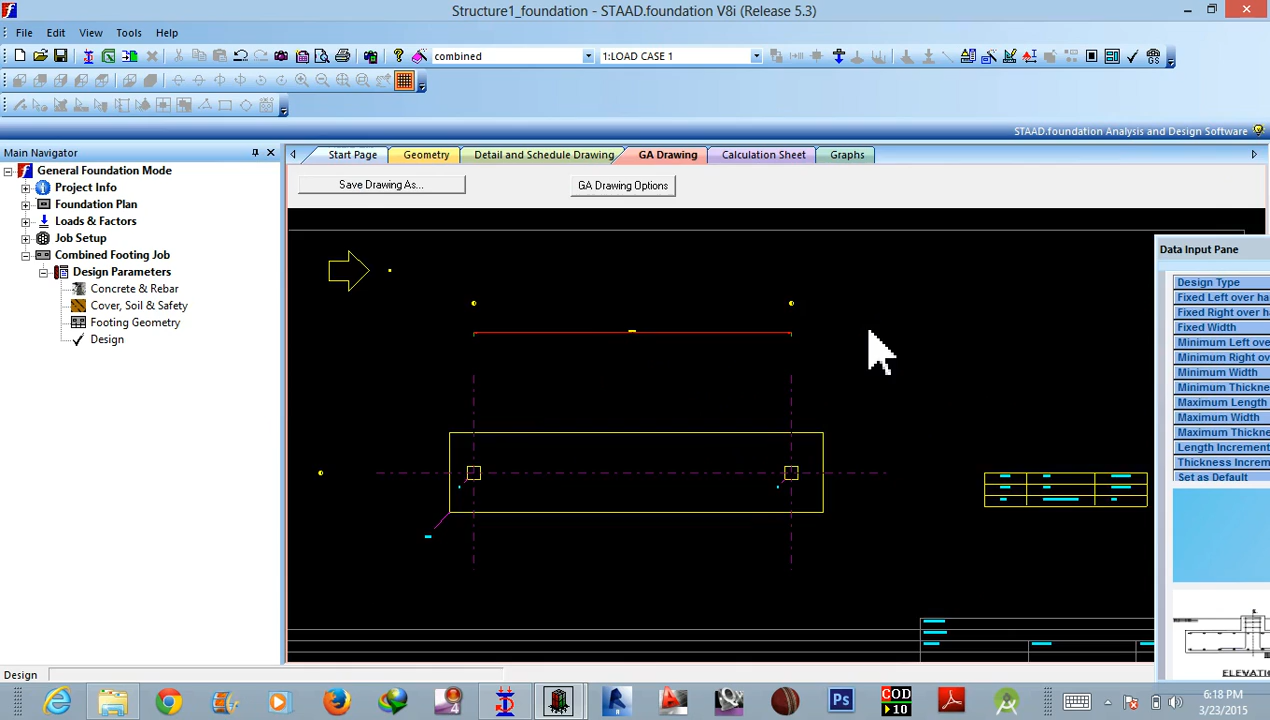 Structure1_foundation - STAAD.foundation V8i (Release 5.3)
File Edit View Tools Help
combined 1:LOAD CASE 1
STAAD.foundation Analysis and Design Software
Main Navigator
Start Page Geometry Detail and Schedule Drawing GA Drawing Calculation Sheet Graphs
General Foundation Mode
Project Info
Foundation Plan
Loads & Factors
Job Setup
Combined Footing Job
Design Parameters
Concrete & Rebar
Cover, Soil & Safety
Footing Geometry
Design
Save Drawing As... GA Drawing Options
Data Input Pane
Design Type
Fixed Left over ha
Fixed Right over h
Fixed Width
Minimum Left ove
Minimum Right ov
Minimum Width
Minimum Thickne
Maximum Length
Maximum Width
Maximum Thickne
Length Increment
Thickness Increm
Set as Default
ELEVATIO
Design
Ps
COD
10
6:18 PM
3/23/2015